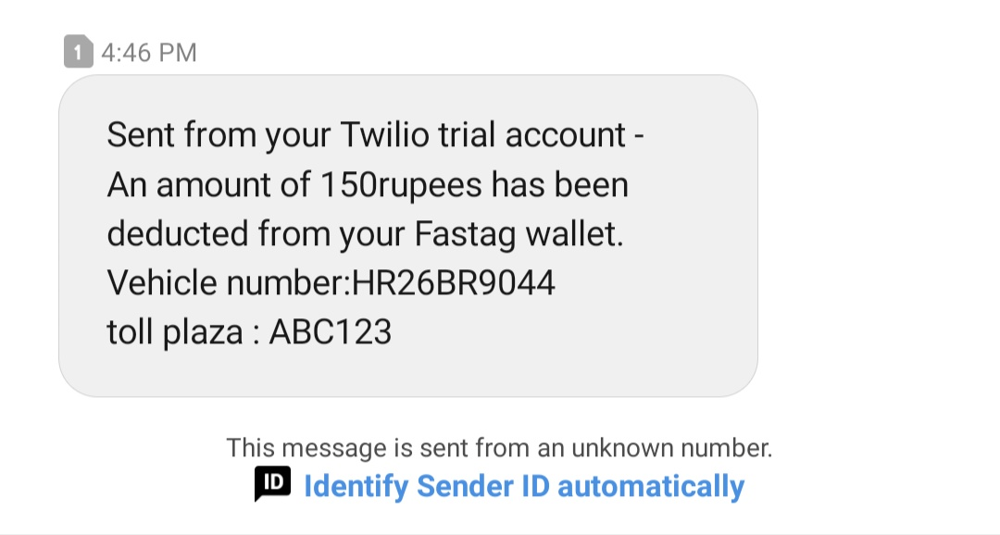 1 4:46 PM
Sent from your Twilio trial account -
An amount of 150rupees has been
deducted from your Fastag wallet.
Vehicle number:HR26BR9044
toll plaza : ABC123
This message is sent from an unknown number.
ID Identify Sender ID automatically